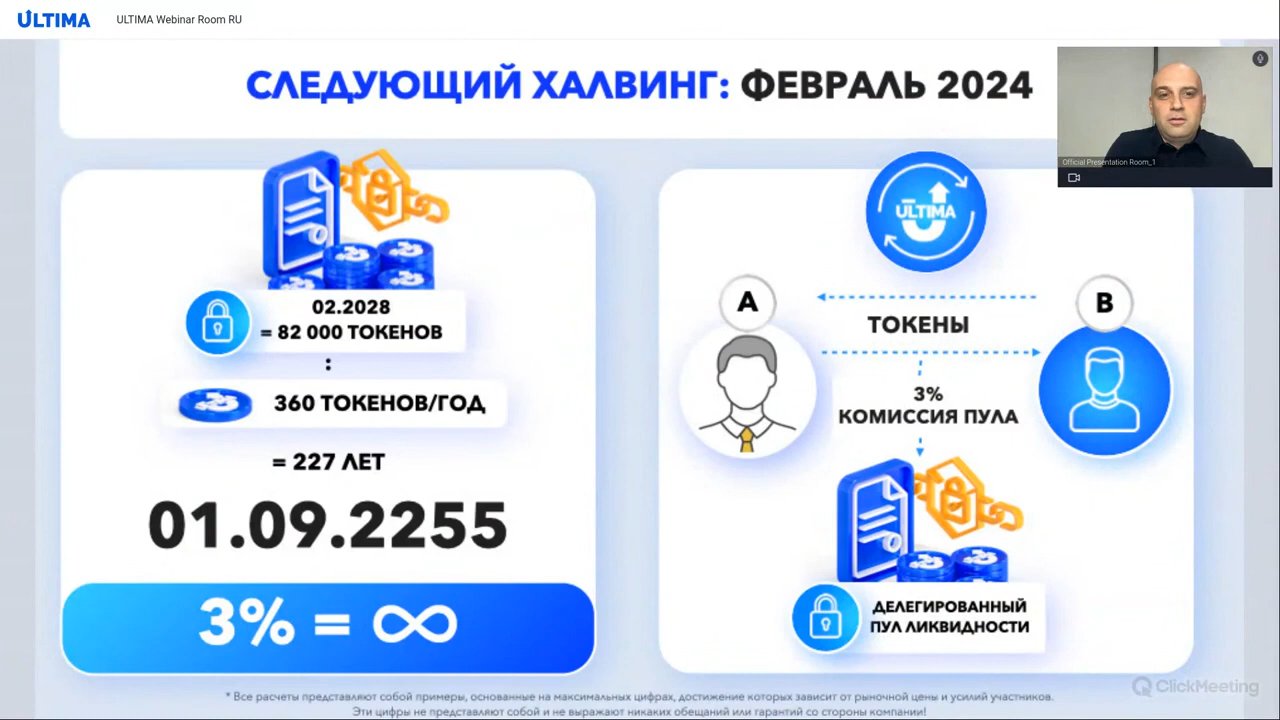 ULTIMA
ULTIMA Webinar Room RU
СЛЕДУЮЩИЙ ХАЛВИНГ: ФЕВРАЛЬ 2024
Official Presentation Room_1
02.2028
= 82 000 ТОКЕНОВ
:
360 ТОКЕНОВ/ГОД
= 227 ЛЕТ
01.09.2255
3% = ∞
ULTIMA
A
B
ТОКЕНЫ
3%
КОМИССИЯ ПУЛА
ДЕЛЕГИРОВАННЫЙ
ПУЛ ЛИКВИДНОСТИ
* Все расчеты представляют собой примеры, основанные на максимальных цифрах, достижение которых зависит от рыночной цены и усилий участников.
Эти цифры не представляют собой и не выражают никаких обещаний или гарантий со стороны компании!
ClickMeeting